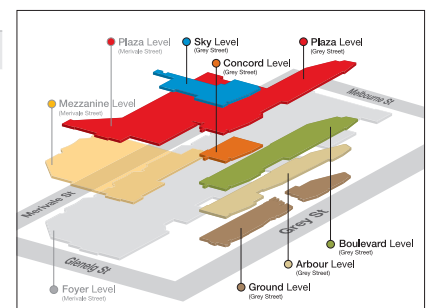 Plaza Level
(Merivale Street)
Sky Level
(Grey Street)
Plaza Level
(Grey Street)
Concord Level
(Grey Street)
Mezzanine Level
(Merivale Street)
Melbourne St
Merivale St
Grey St
Glenelg St
Boulevard Level
(Grey Street)
Arbour Level
(Grey Street)
Foyer Level
(Merivale Street)
Ground Level
(Grey Street)